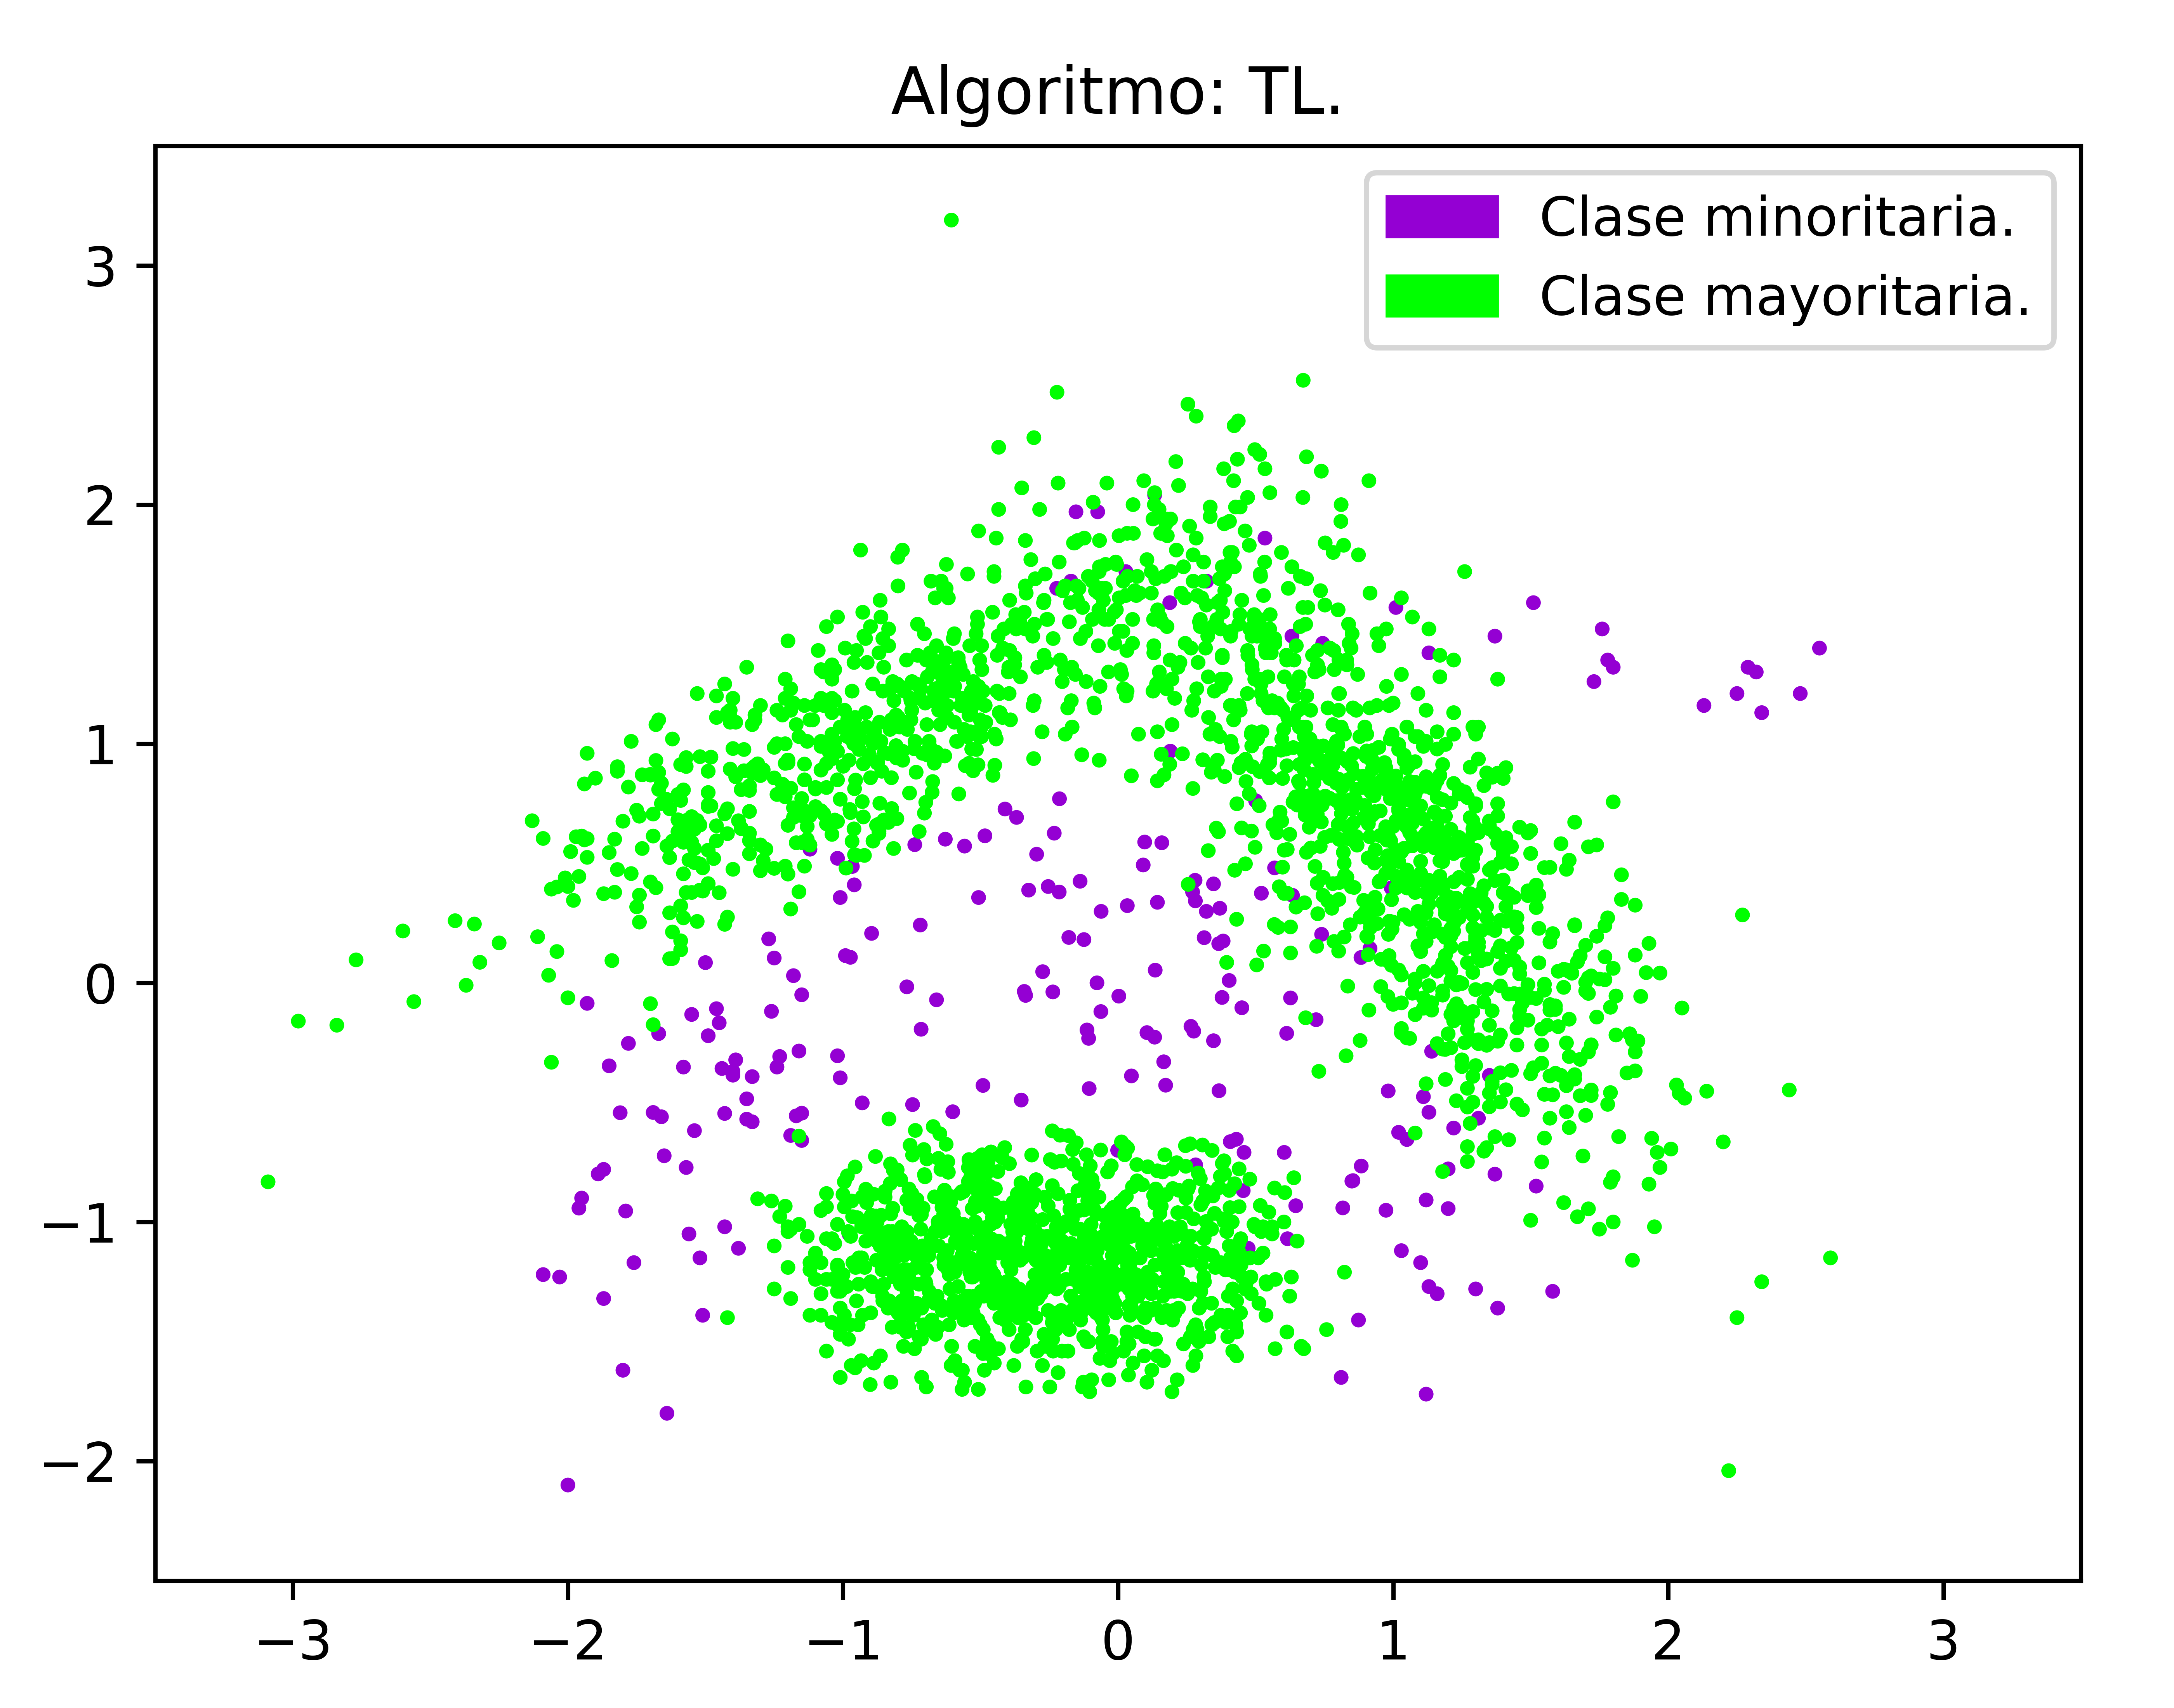 Algoritmo: TL.
Clase minoritaria.
Clase mayoritaria.
3
2
1
0
−1
−2
−3 −2 −1 0 1 2 3